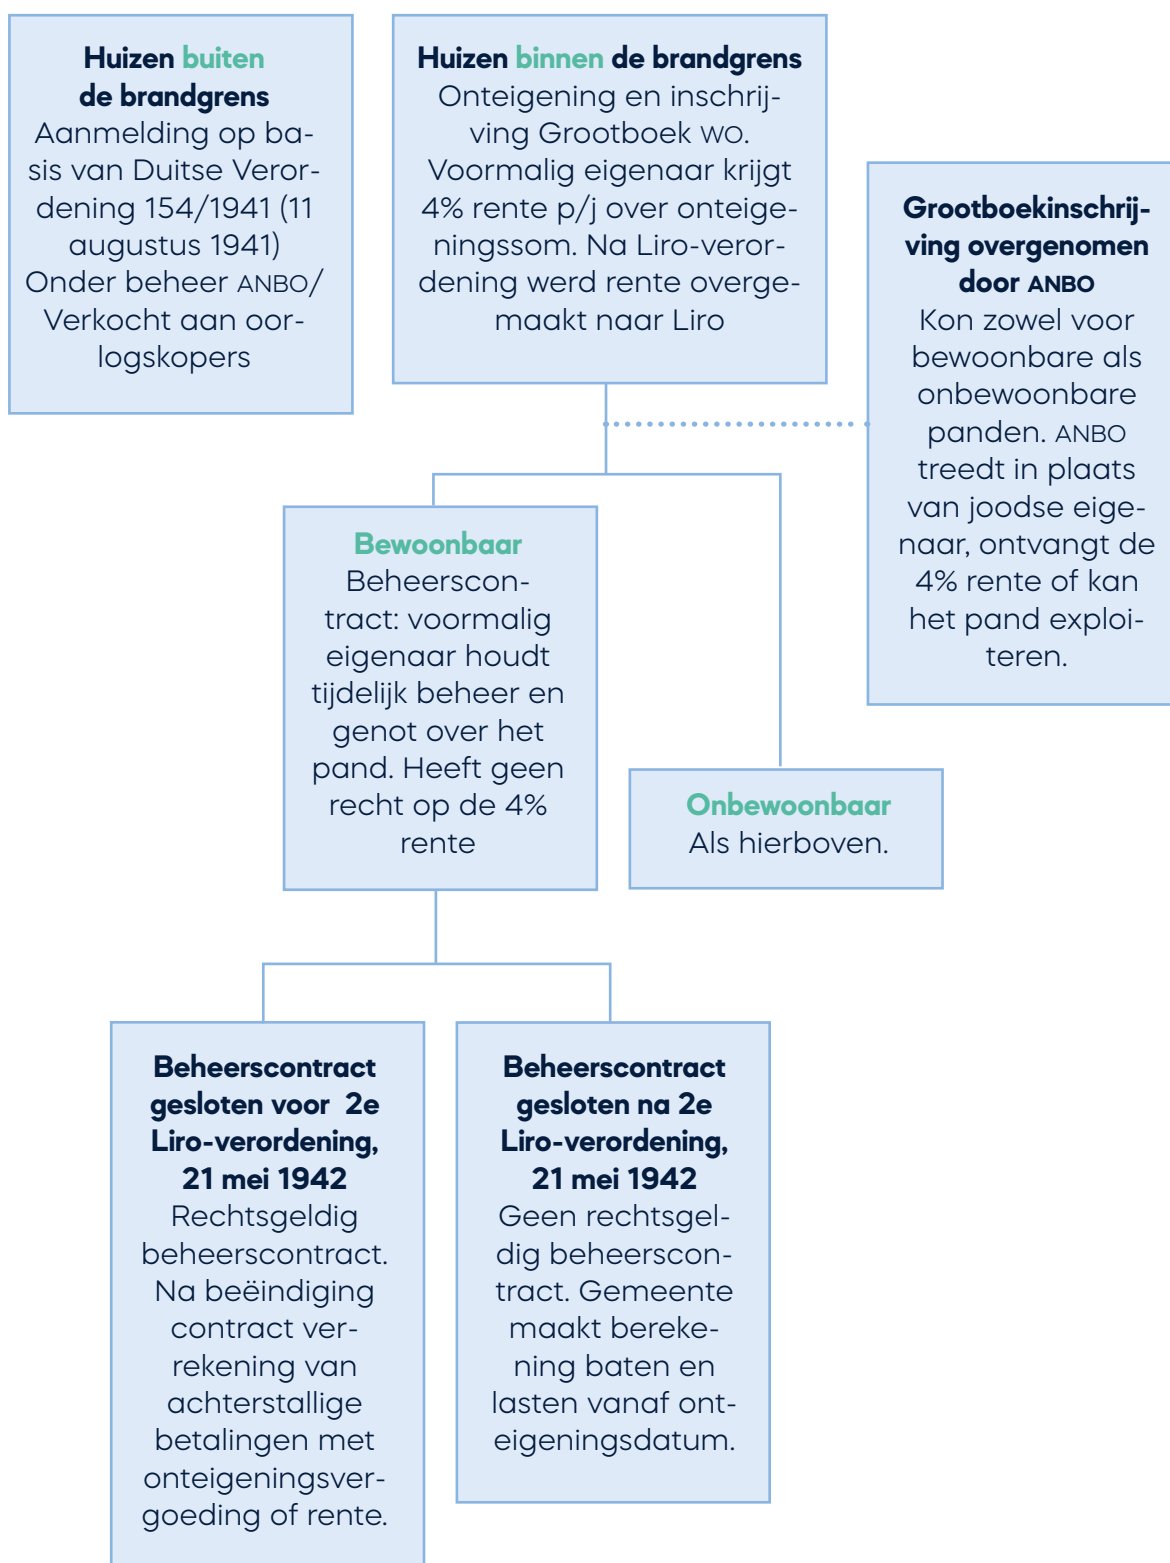 Huizen buiten
de brandgrens
Aanmelding op ba-
sis van Duitse Veror-
dening 154/1941 (11
augustus 1941)
Onder beheer ANBO/
Verkocht aan oor-
logskopers
Huizen binnen de brandgrens
Onteigening en inschrij-
ving Grootboek WO.
Voormalig eigenaar krijgt
4% rente p/j over onteige-
ningssom. Na Liro-veror-
dening werd rente overge-
maakt naar Liro
Grootboekinschrij-
ving overgenomen
door ANBO
Kon zowel voor
bewoonbare als
onbewoonbare
panden. ANBO
treedt in plaats
van joodse eige-
naar, ontvangt de
4% rente of kan
het pand exploi-
teren.
Bewoonbaar
Beheerscon-
tract: voormalig
eigenaar houdt
tijdelijk beheer en
genot over het
pand. Heeft geen
recht op de 4%
rente
Onbewoonbaar
Als hierboven.
Beheerscontract
gesloten voor 2e
Liro-verordening,
21 mei 1942
Rechtsgeldig
beheerscontract.
Na beëindiging
contract ver-
rekening van
achterstallige
betalingen met
onteigeningsver-
goeding of rente.
Beheerscontract
gesloten na 2e
Liro-verordening,
21 mei 1942
Geen rechtsgel-
dig beheerscon-
tract. Gemeente
maakt bereke-
ning baten en
lasten vanaf ont-
eigeningsdatum.